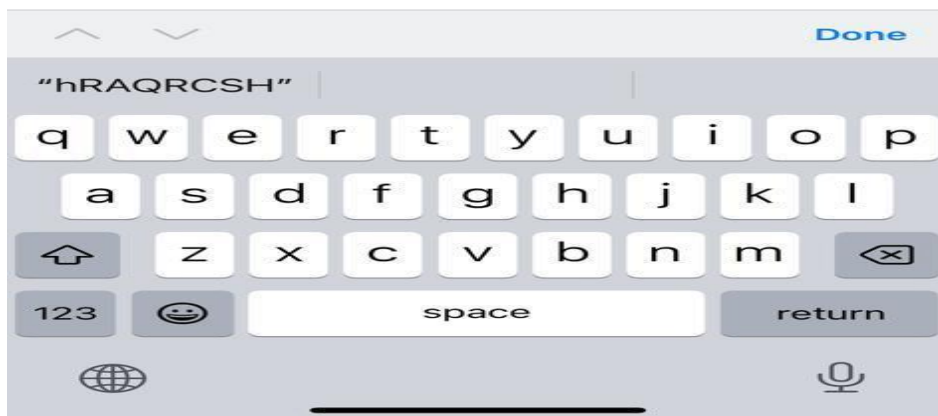 Done
“hRAQRCSH”
q w e r t y u i o p
a s d f g h j k l
z x c v b n m
123 space return